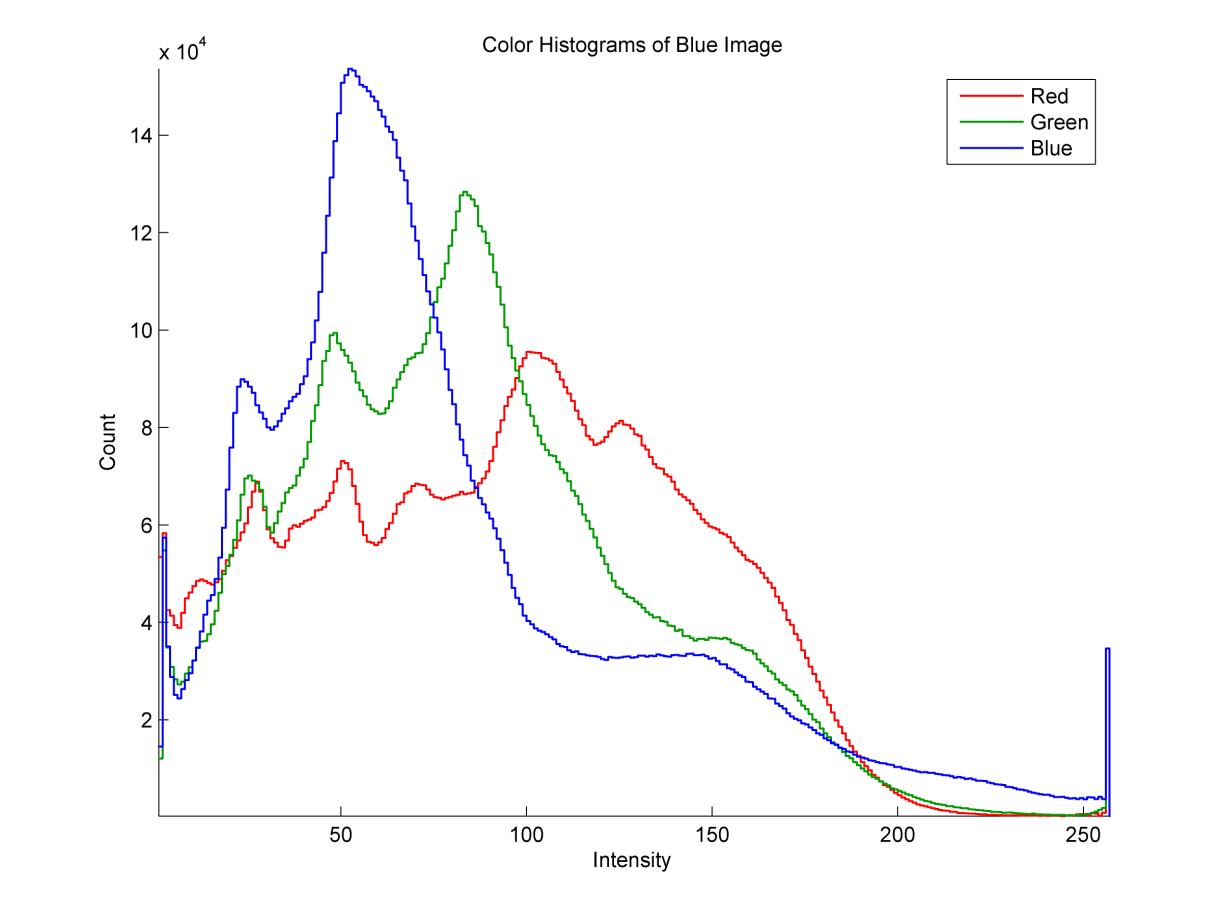 x 10^4
Color Histograms of Blue Image
Red
Green
Blue
14
12
10
8
6
4
2
Count
50 100 150 200 250
Intensity